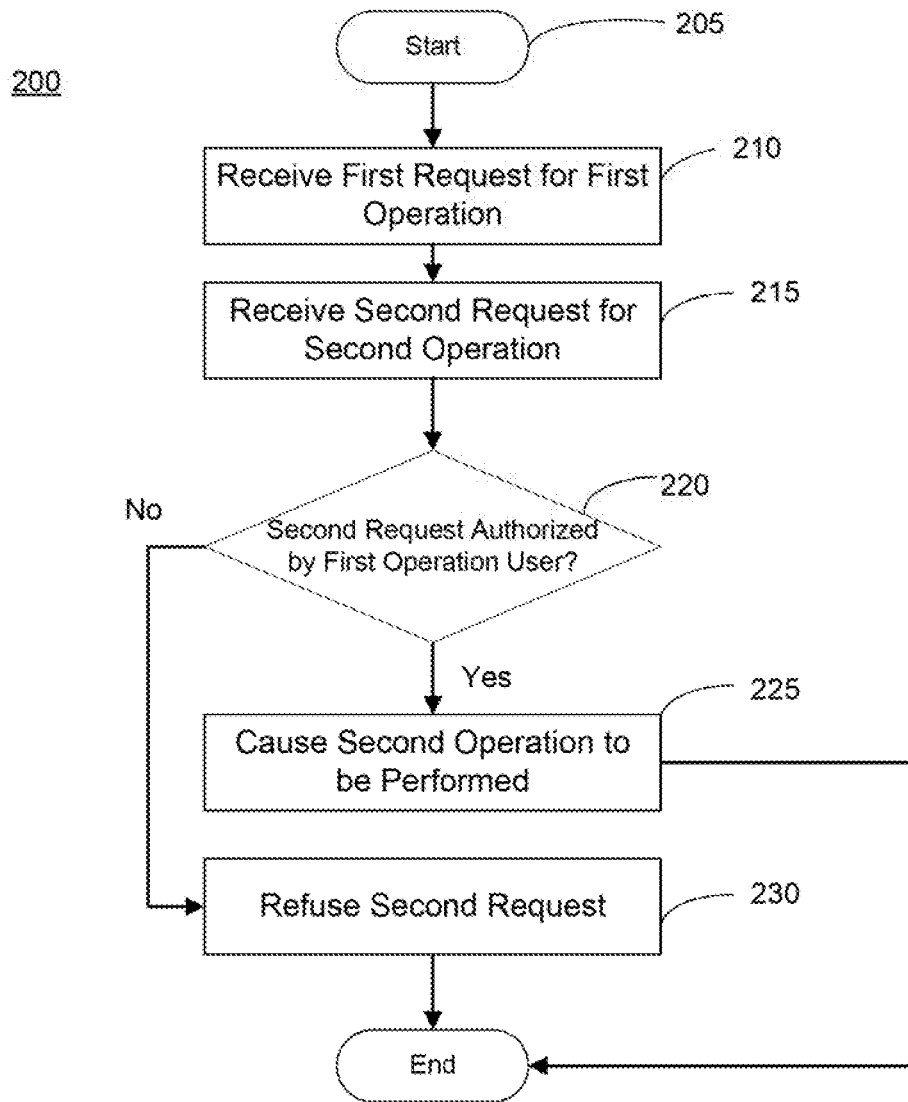 200
Start
205
Receive First Request for First
Operation
210
Receive Second Request for
Second Operation
215
Second Request Authorized
by First Operation User?
220
No
Yes
Cause Second Operation to
be Performed
225
Refuse Second Request
230
End